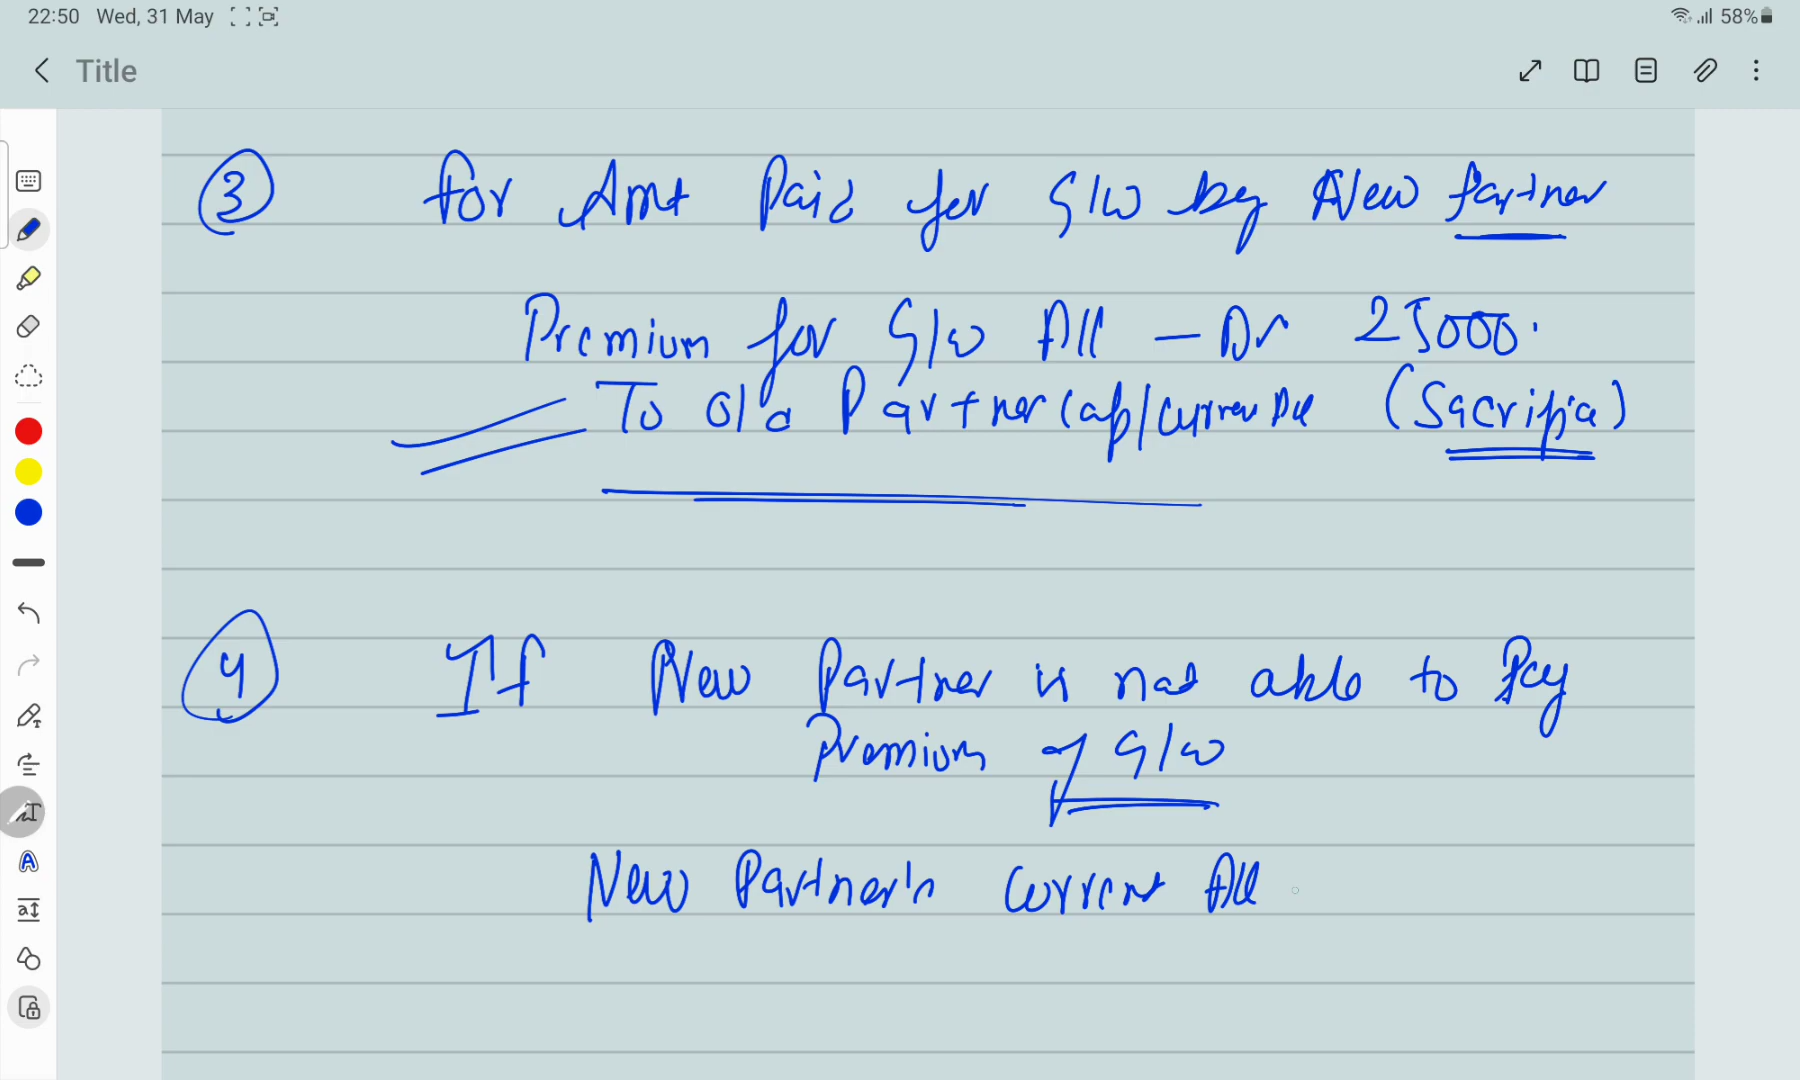 22:50 Wed, 31 May 58%
Title
3 for Amt Paid for G/W by New Partner
Premium for G/W A/c - Dr 25000.
To old Partner Cap/Current A/c (Sacrifice)
4 If New Partner is not able to Pay
Premium of G/W
New Partner's Current A/c